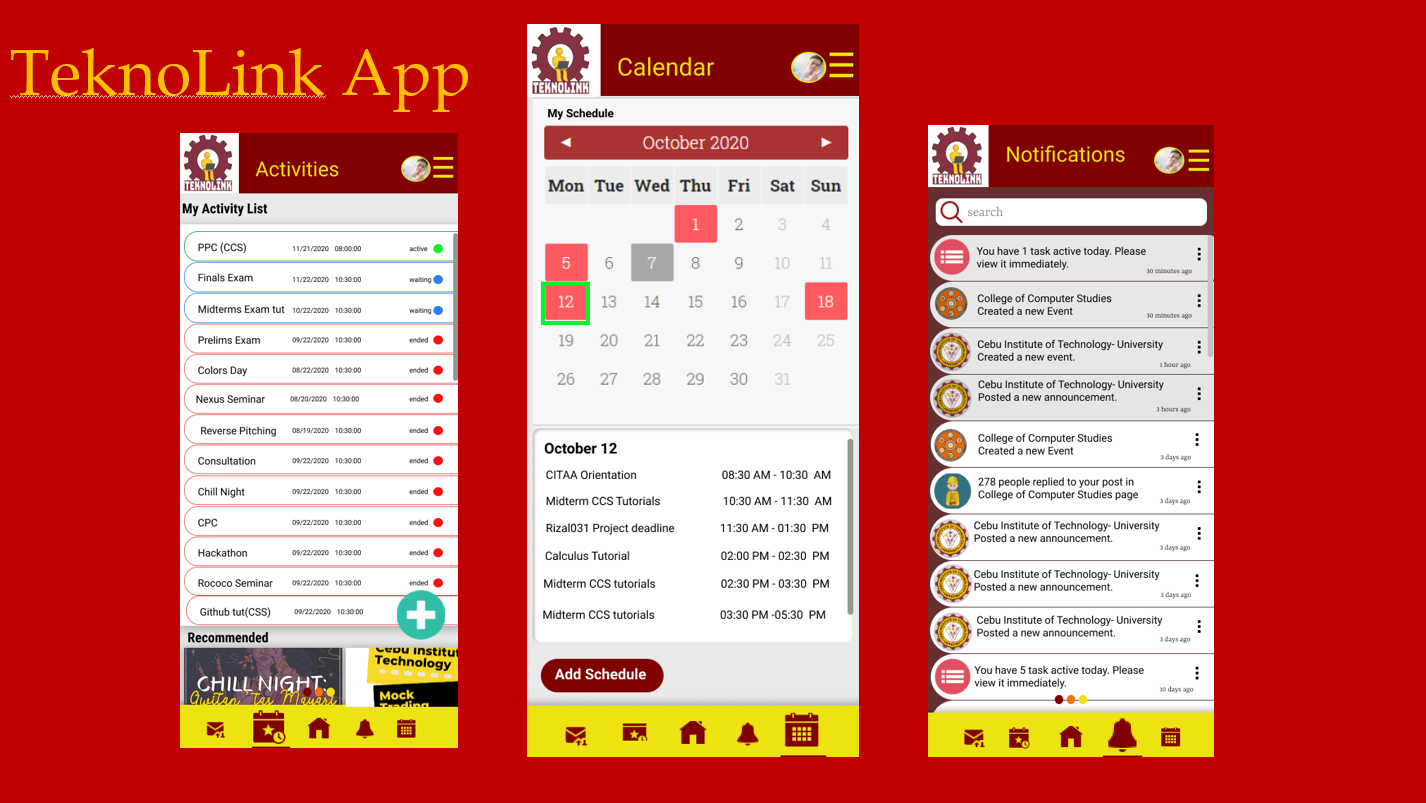 TeknoLink App
TEKNOLINK
Activities
My Activity List
PPC (CCS) 11/21/2020 08:00:00 active
Finals Exam 11/22/2020 10:30:00 waiting
Midterms Exam tut 10/22/2020 10:30:00 waiting
Prelims Exam 09/22/2020 10:30:00 ended
Colors Day 08/22/2020 10:30:00 ended
Nexus Seminar 08/20/2020 10:30:00 ended
Reverse Pitching 08/19/2020 10:30:00 ended
Consultation 09/22/2020 10:30:00 ended
Chill Night 09/22/2020 10:30:00 ended
CPC 09/22/2020 10:30:00 ended
Hackathon 09/22/2020 10:30:00 ended
Rococo Seminar 09/22/2020 10:30:00 ended
Github tut(CSS) 09/22/2020 10:30:00
Recommended
CHILL NIGHT:
Cebu Institut
Technology
Mock
Trading
TEKNOLINK
Calendar
My Schedule
◄ October 2020 ►
Mon Tue Wed Thu Fri Sat Sun
1 2 3 4
5 6 7 8 9 10 11
12 13 14 15 16 17 18
19 20 21 22 23 24 25
26 27 28 29 30 31
October 12
CITAA Orientation 08:30 AM - 10:30 AM
Midterm CCS Tutorials 10:30 AM - 11:30 AM
Rizal031 Project deadline 11:30 AM - 01:30 PM
Calculus Tutorial 02:00 PM - 02:30 PM
Midterm CCS tutorials 02:30 PM - 03:30 PM
Midterm CCS tutorials 03:30 PM -05:30 PM
Add Schedule
TEKNOLINK
Notifications
search
You have 1 task active today. Please
view it immediately.
30 minutes ago
College of Computer Studies
Created a new Event
30 minutes ago
Cebu Institute of Technology- University
Created a new event.
1 hour ago
Cebu Institute of Technology- University
Posted a new announcement.
3 hours ago
College of Computer Studies
Created a new Event
3 days ago
278 people replied to your post in
College of Computer Studies page
3 days ago
Cebu Institute of Technology- University
Posted a new announcement.
3 days ago
Cebu Institute of Technology- University
Posted a new announcement.
3 days ago
Cebu Institute of Technology- University
Posted a new announcement.
3 days ago
You have 5 task active today. Please
view it immediately.
10 days ago